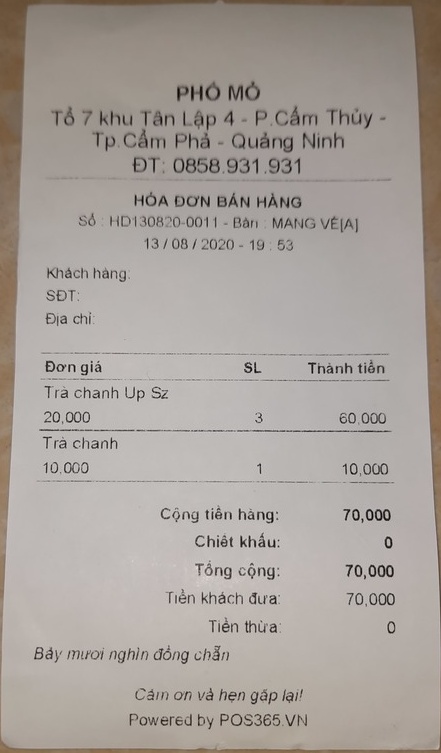 PHỐ MỎ
Tổ 7 khu Tân Lập 4 - P.Cẩm Thủy -
Tp.Cẩm Phả - Quảng Ninh
ĐT: 0858.931.931
HÓA ĐƠN BÁN HÀNG
Số : HD130820-0011 - Bàn : MANG VỀ[A]
13 / 08 / 2020 - 19 : 53
Khách hàng:
SĐT:
Địa chỉ:
Đơn giá SL Thành tiền
Trà chanh Up Sz
20,000 3 60,000
Trà chanh
10,000 1 10,000
Cộng tiền hàng: 70,000
Chiết khấu: 0
Tổng cộng: 70,000
Tiền khách đưa: 70,000
Tiền thừa: 0
Bảy mươi nghìn đồng chẵn
Cảm ơn và hẹn gặp lại!
Powered by POS365.VN